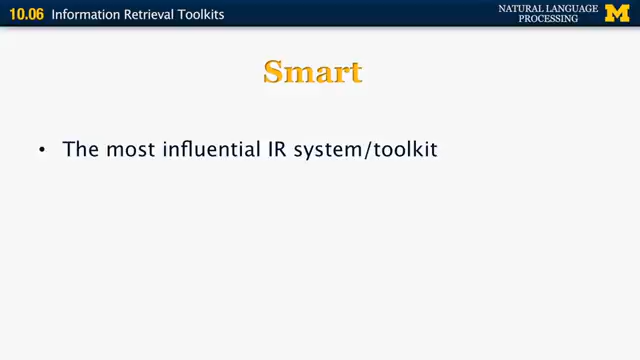 10.06 Information Retrieval Toolkits
NATURAL LANGUAGE
PROCESSING
M
Smart
• The most influential IR system/toolkit